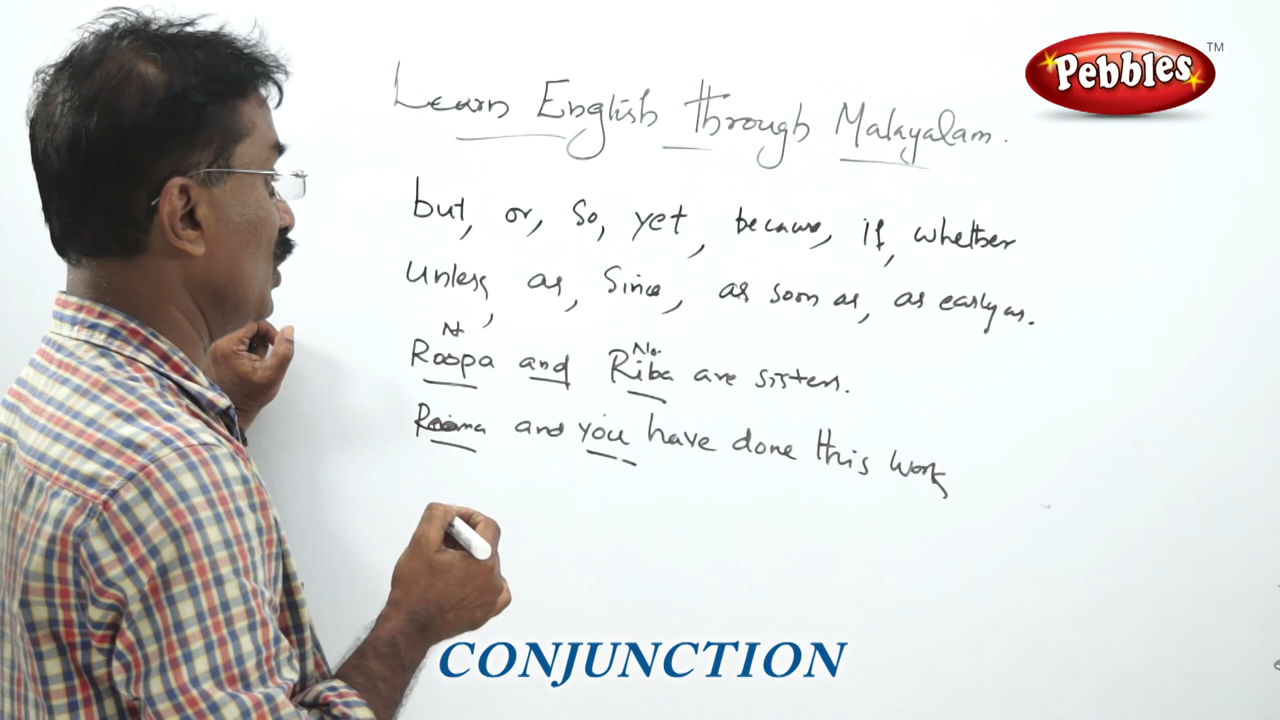 Pebbles TM
Learn English through Malayalam.
but, or, so, yet, because, if, whether
unless, as, since, as soon as, as early as.
N No.
Roopa and Riba are sisters.
and you have done this work
CONJUNCTION